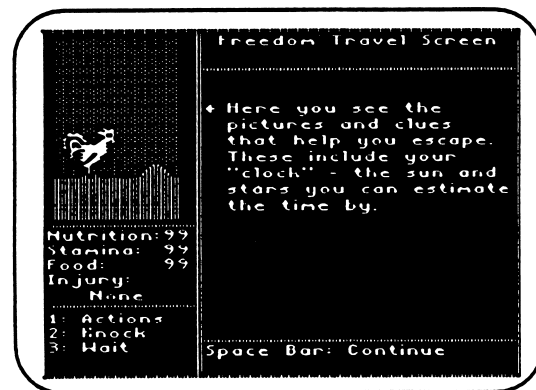 Freedom Travel Screen
← Here you see the
pictures and clues
that help you escape.
These include your
"clock" - the sun and
stars you can estimate
the time by.
Nutrition: 99
Stamina: 99
Food: 99
Injury:
None
1: Actions
2: Knock
3: Wait
Space Bar: Continue